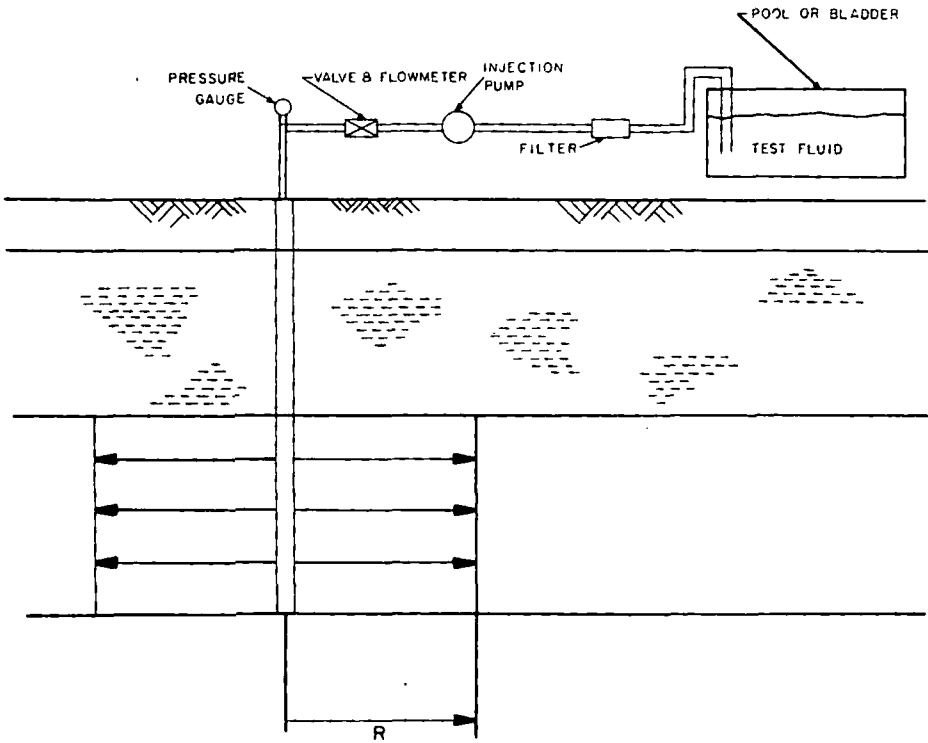 POOL OR BLADDER
PRESSURE
GAUGE
VALVE & FLOWMETER
INJECTION
PUMP
FILTER
TEST FLUID
R